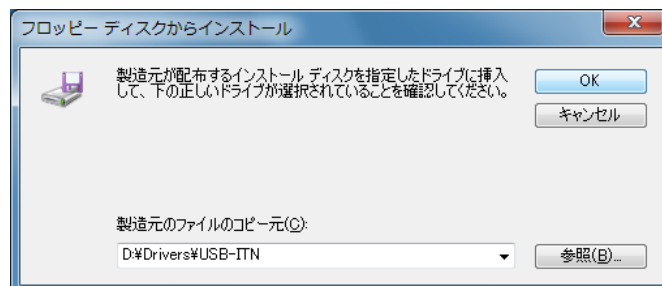 フロッピー ディスクからインストール
製造元が配布するインストール ディスクを指定したドライブに挿入
して、下の正しいドライブが選択されていることを確認してください。
OK
キャンセル
製造元のファイルのコピー元(C):
D:¥Drivers¥USB-ITN
参照(B)...